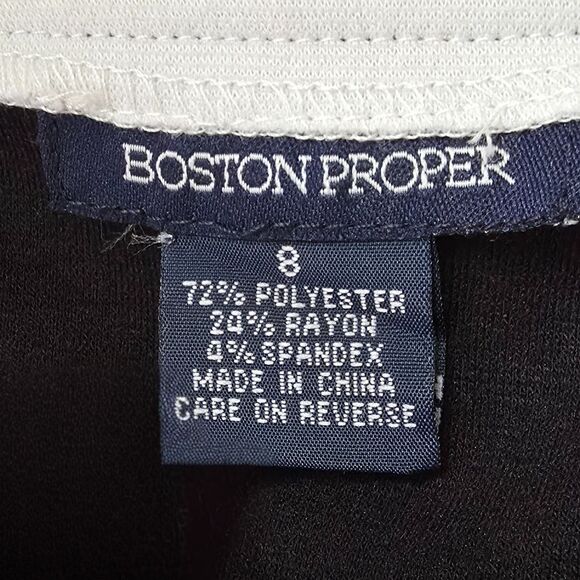 BOSTON PROPER
8
72% POLYESTER
24% RAYON
4% SPANDEX
MADE IN CHINA
CARE ON REVERSE